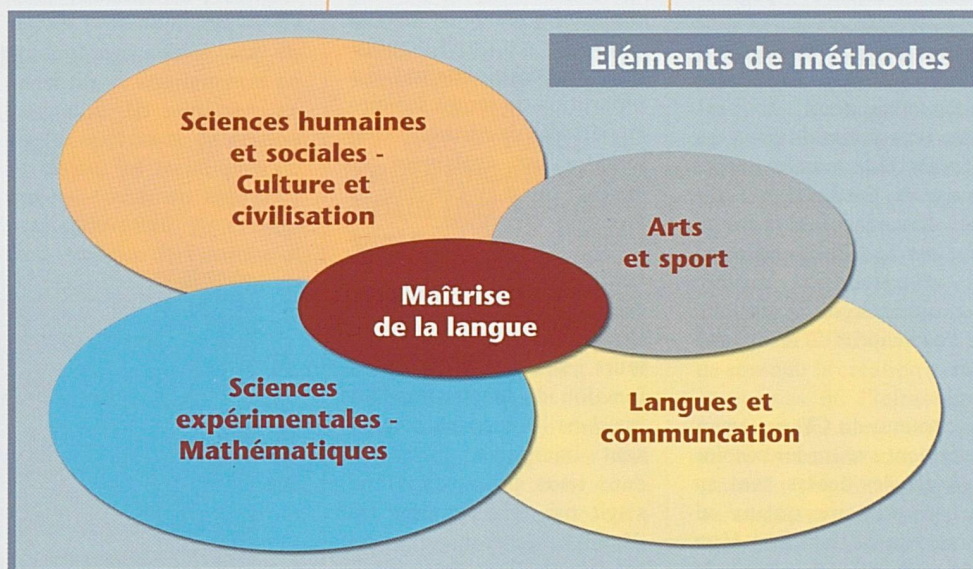 Eléments de méthodes
Sciences humaines
et sociales -
Culture et
civilisation
Arts
et sport
Maîtrise
de la langue
Sciences
expérimentales -
Mathématiques
Langues et
communcation